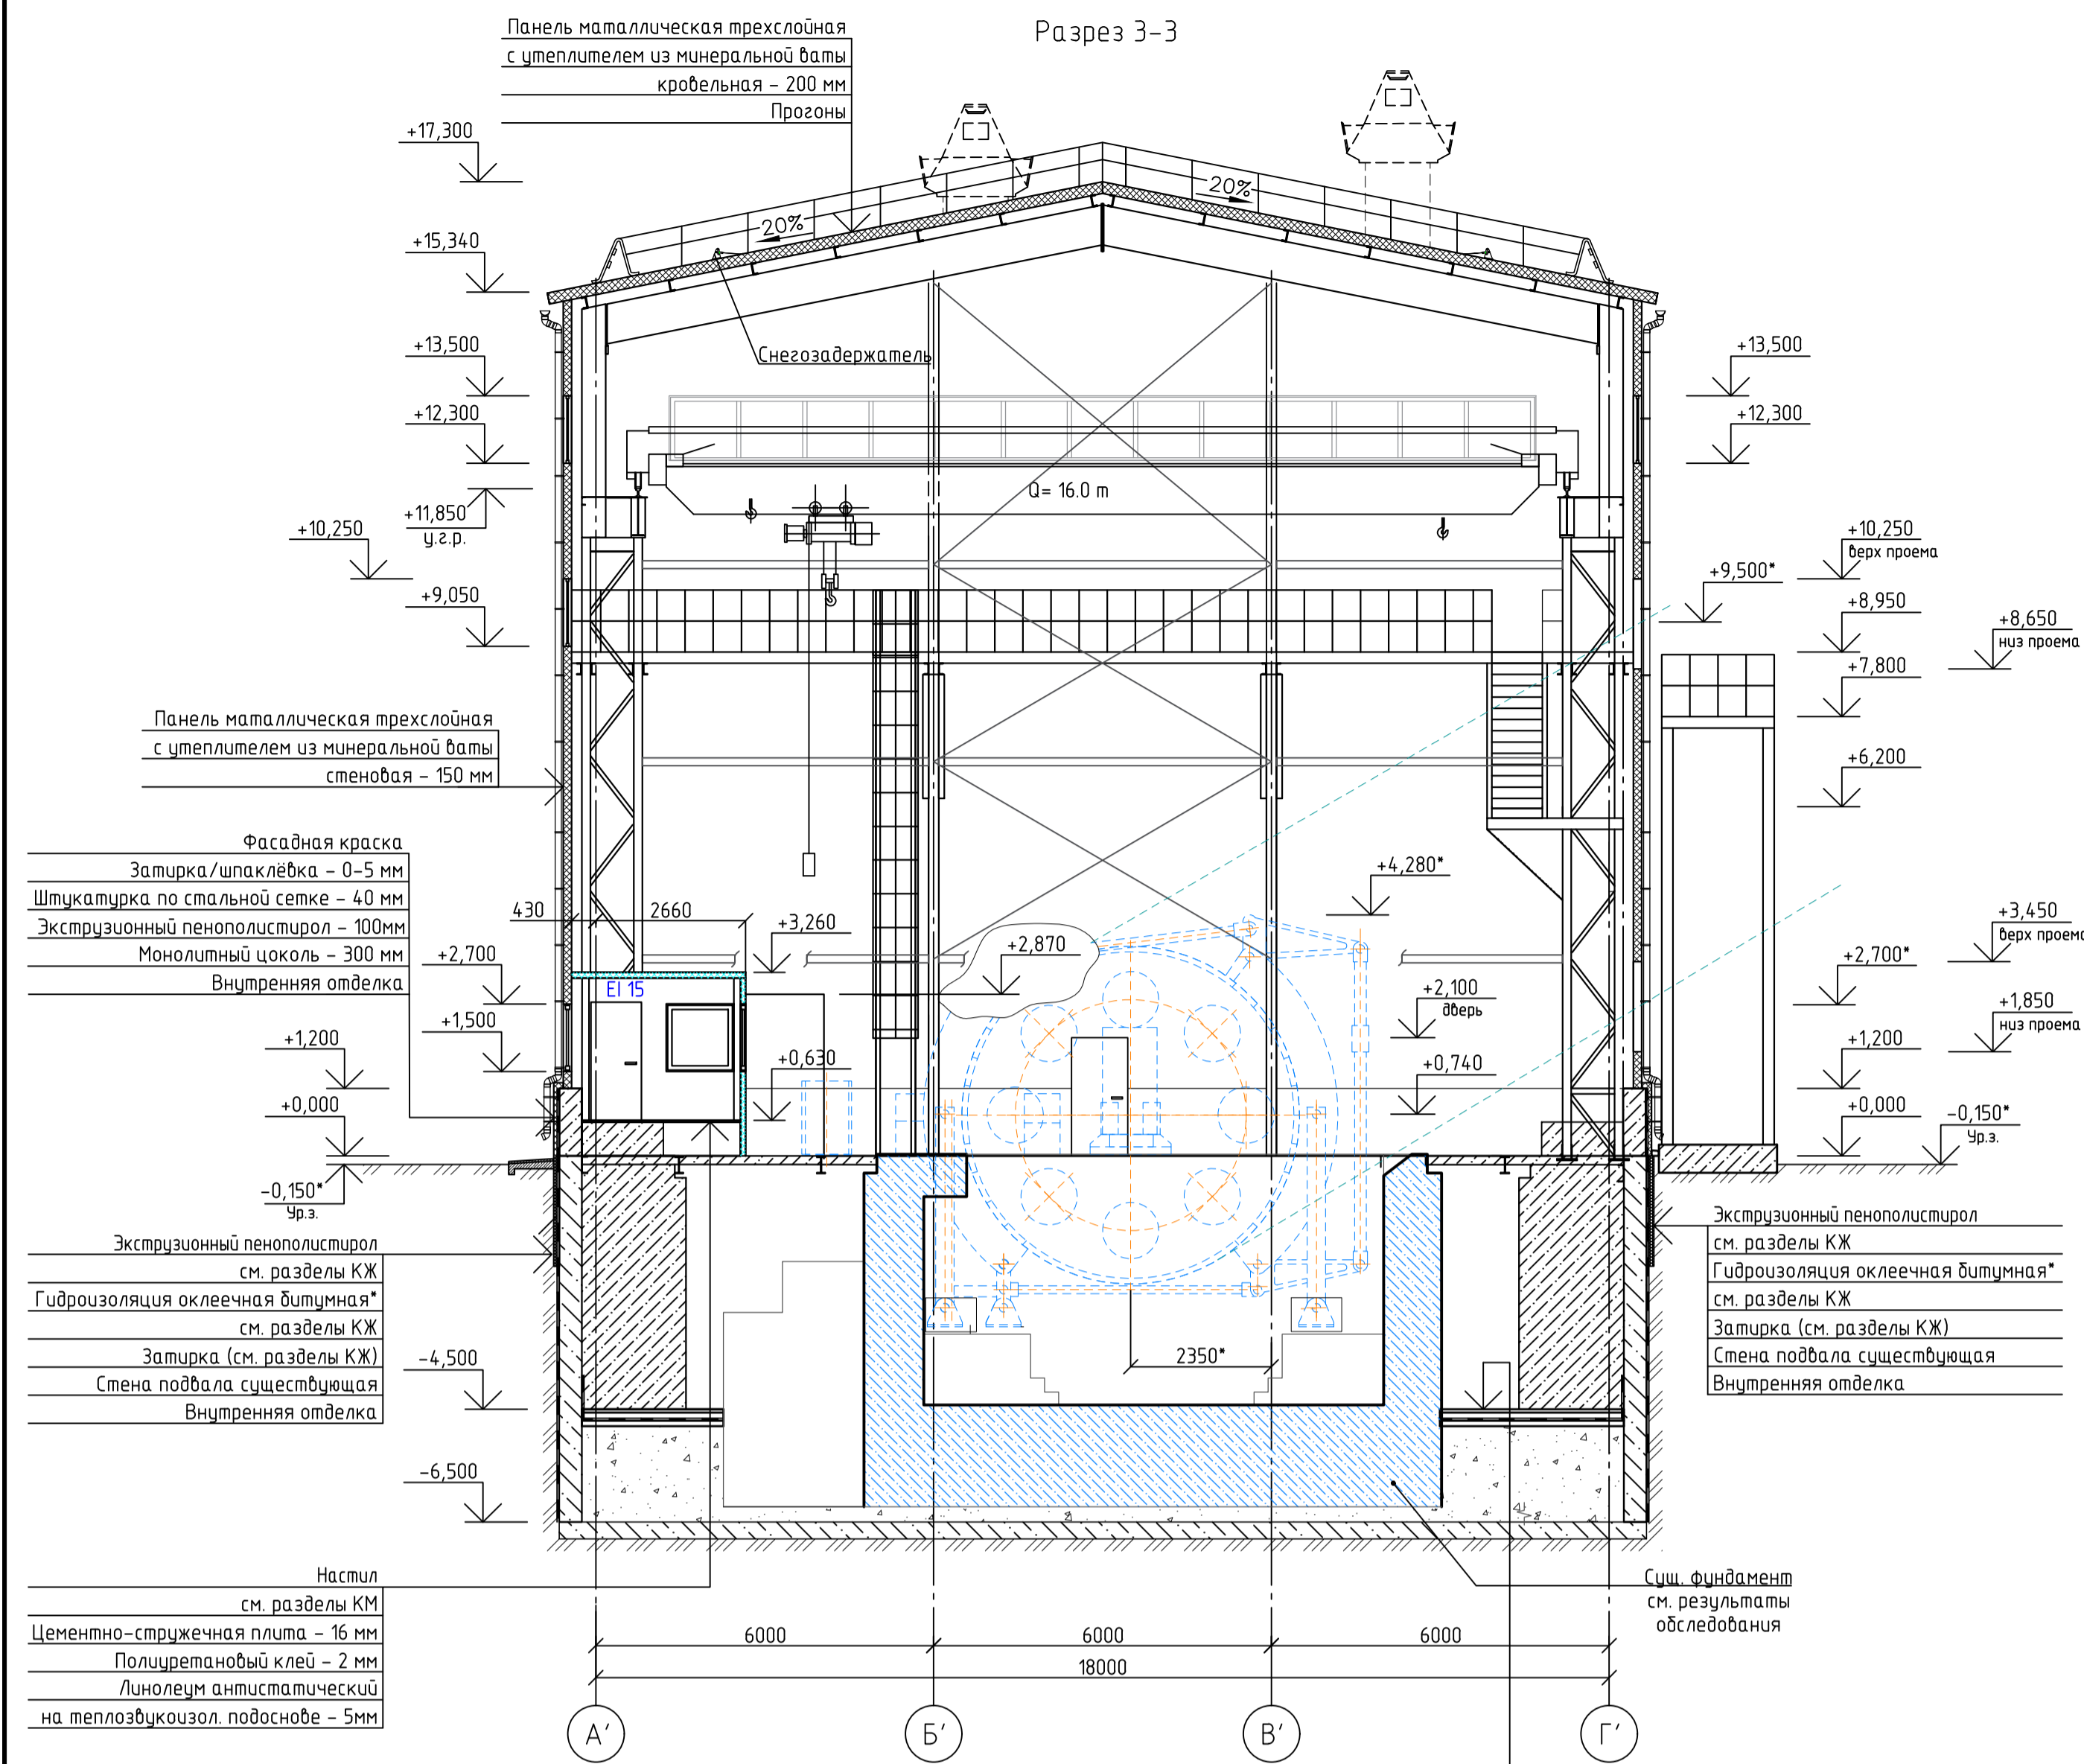 Разрез 3-3
Панель маталлическая трехслойная
с утеплителем из минеральной ваты
кровельная - 200 мм
Прогоны
+17,300
+15,340
+13,500
+12,300
+11,850
у.г.р.
+10,250
+9,050
20%
20%
Снегозадержатель
Q= 16.0 т
+13,500
+12,300
+10,250
верх проема
+9,500*
+8,950
+8,650
низ проема
+7,800
+6,200
Панель маталлическая трехслойная
с утеплителем из минеральной ваты
стеновая - 150 мм
Фасадная краска
Затирка/шпаклёвка - 0-5 мм
Штукатурка по стальной сетке - 40 мм
Экструзионный пенополистирол - 100мм
Монолитный цоколь - 300 мм
Внутренняя отделка
430
2660
+3,260
+2,870
+4,280*
+2,700
+1,500
+1,200
+0,000
-0,150*
Ур.з.
EI 15
+0,630
+2,100
дверь
+0,740
+3,450
верх проема
+2,700*
+1,850
низ проема
+1,200
+0,000
-0,150*
Ур.з.
Экструзионный пенополистирол
см. разделы КЖ
Гидроизоляция оклеечная битумная*
см. разделы КЖ
Затирка (см. разделы КЖ)
Стена подвала существующая
Внутренняя отделка
-4,500
-6,500
2350*
Экструзионный пенополистирол
см. разделы КЖ
Гидроизоляция оклеечная битумная*
см. разделы КЖ
Затирка (см. разделы КЖ)
Стена подвала существующая
Внутренняя отделка
Настил
см. разделы КМ
Цементно-стружечная плита - 16 мм
Полиуретановый клей - 2 мм
Линолеум антистатический
на теплозвукоизол. подоснове - 5мм
Сущ. фундамент
см. результаты
обследования
6000
6000
6000
18000
А'
Б'
В'
Г'